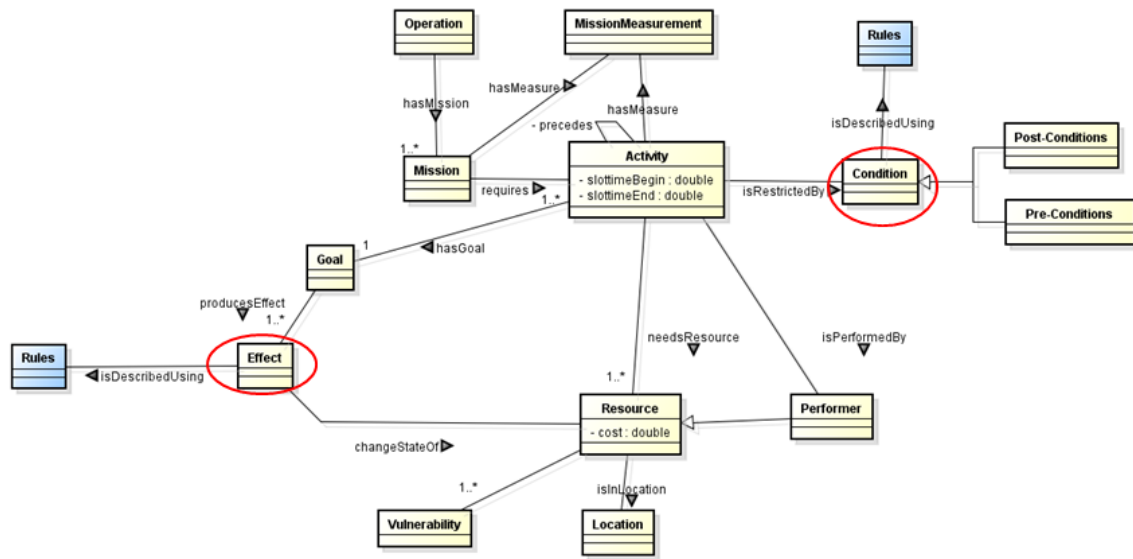 Operation
MissionMeasurement
Rules
hasMeasure
hasMission
hasMeasure
- precedes
isDescribedUsing
1..*
Mission
Activity
- slottimeBegin : double
- slottimeEnd : double
requires
1..*
isRestrictedBy
Condition
Post-Conditions
Pre-Conditions
1
hasGoal
Goal
producesEffect
1..*
Rules
isDescribedUsing
Effect
needsResource
isPerformedBy
1..*
Resource
- cost : double
Performer
changeStateOf
1..*
isInLocation
Vulnerability
Location